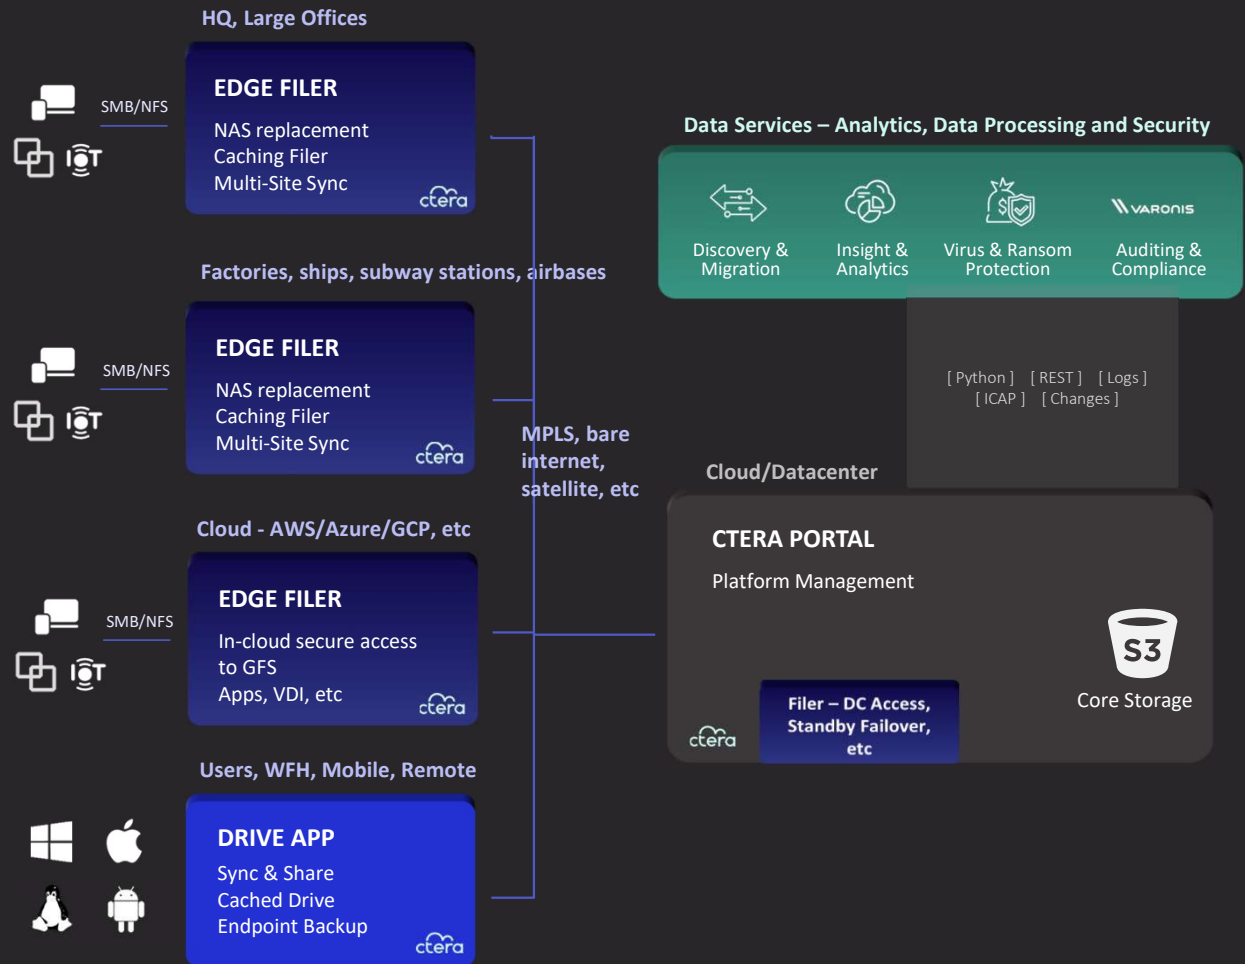 HQ, Large Offices
SMB/NFS
IOT
EDGE FILER
NAS replacement
Caching Filer
Multi-Site Sync
ctera
Factories, ships, subway stations, airbases
SMB/NFS
IOT
EDGE FILER
NAS replacement
Caching Filer
Multi-Site Sync
ctera
Cloud - AWS/Azure/GCP, etc
SMB/NFS
IOT
EDGE FILER
In-cloud secure access
to GFS
Apps, VDI, etc
ctera
Users, WFH, Mobile, Remote
DRIVE APP
Sync & Share
Cached Drive
Endpoint Backup
ctera
MPLS, bare
internet,
satellite, etc
Data Services – Analytics, Data Processing and Security
Discovery &
Migration
Insight &
Analytics
Virus & Ransom
Protection
VARONIS
Auditing &
Compliance
[ Python ] [ REST ] [ Logs ]
[ ICAP ] [ Changes ]
Cloud/Datacenter
CTERA PORTAL
Platform Management
S3
Core Storage
Filer – DC Access,
Standby Failover,
etc
ctera